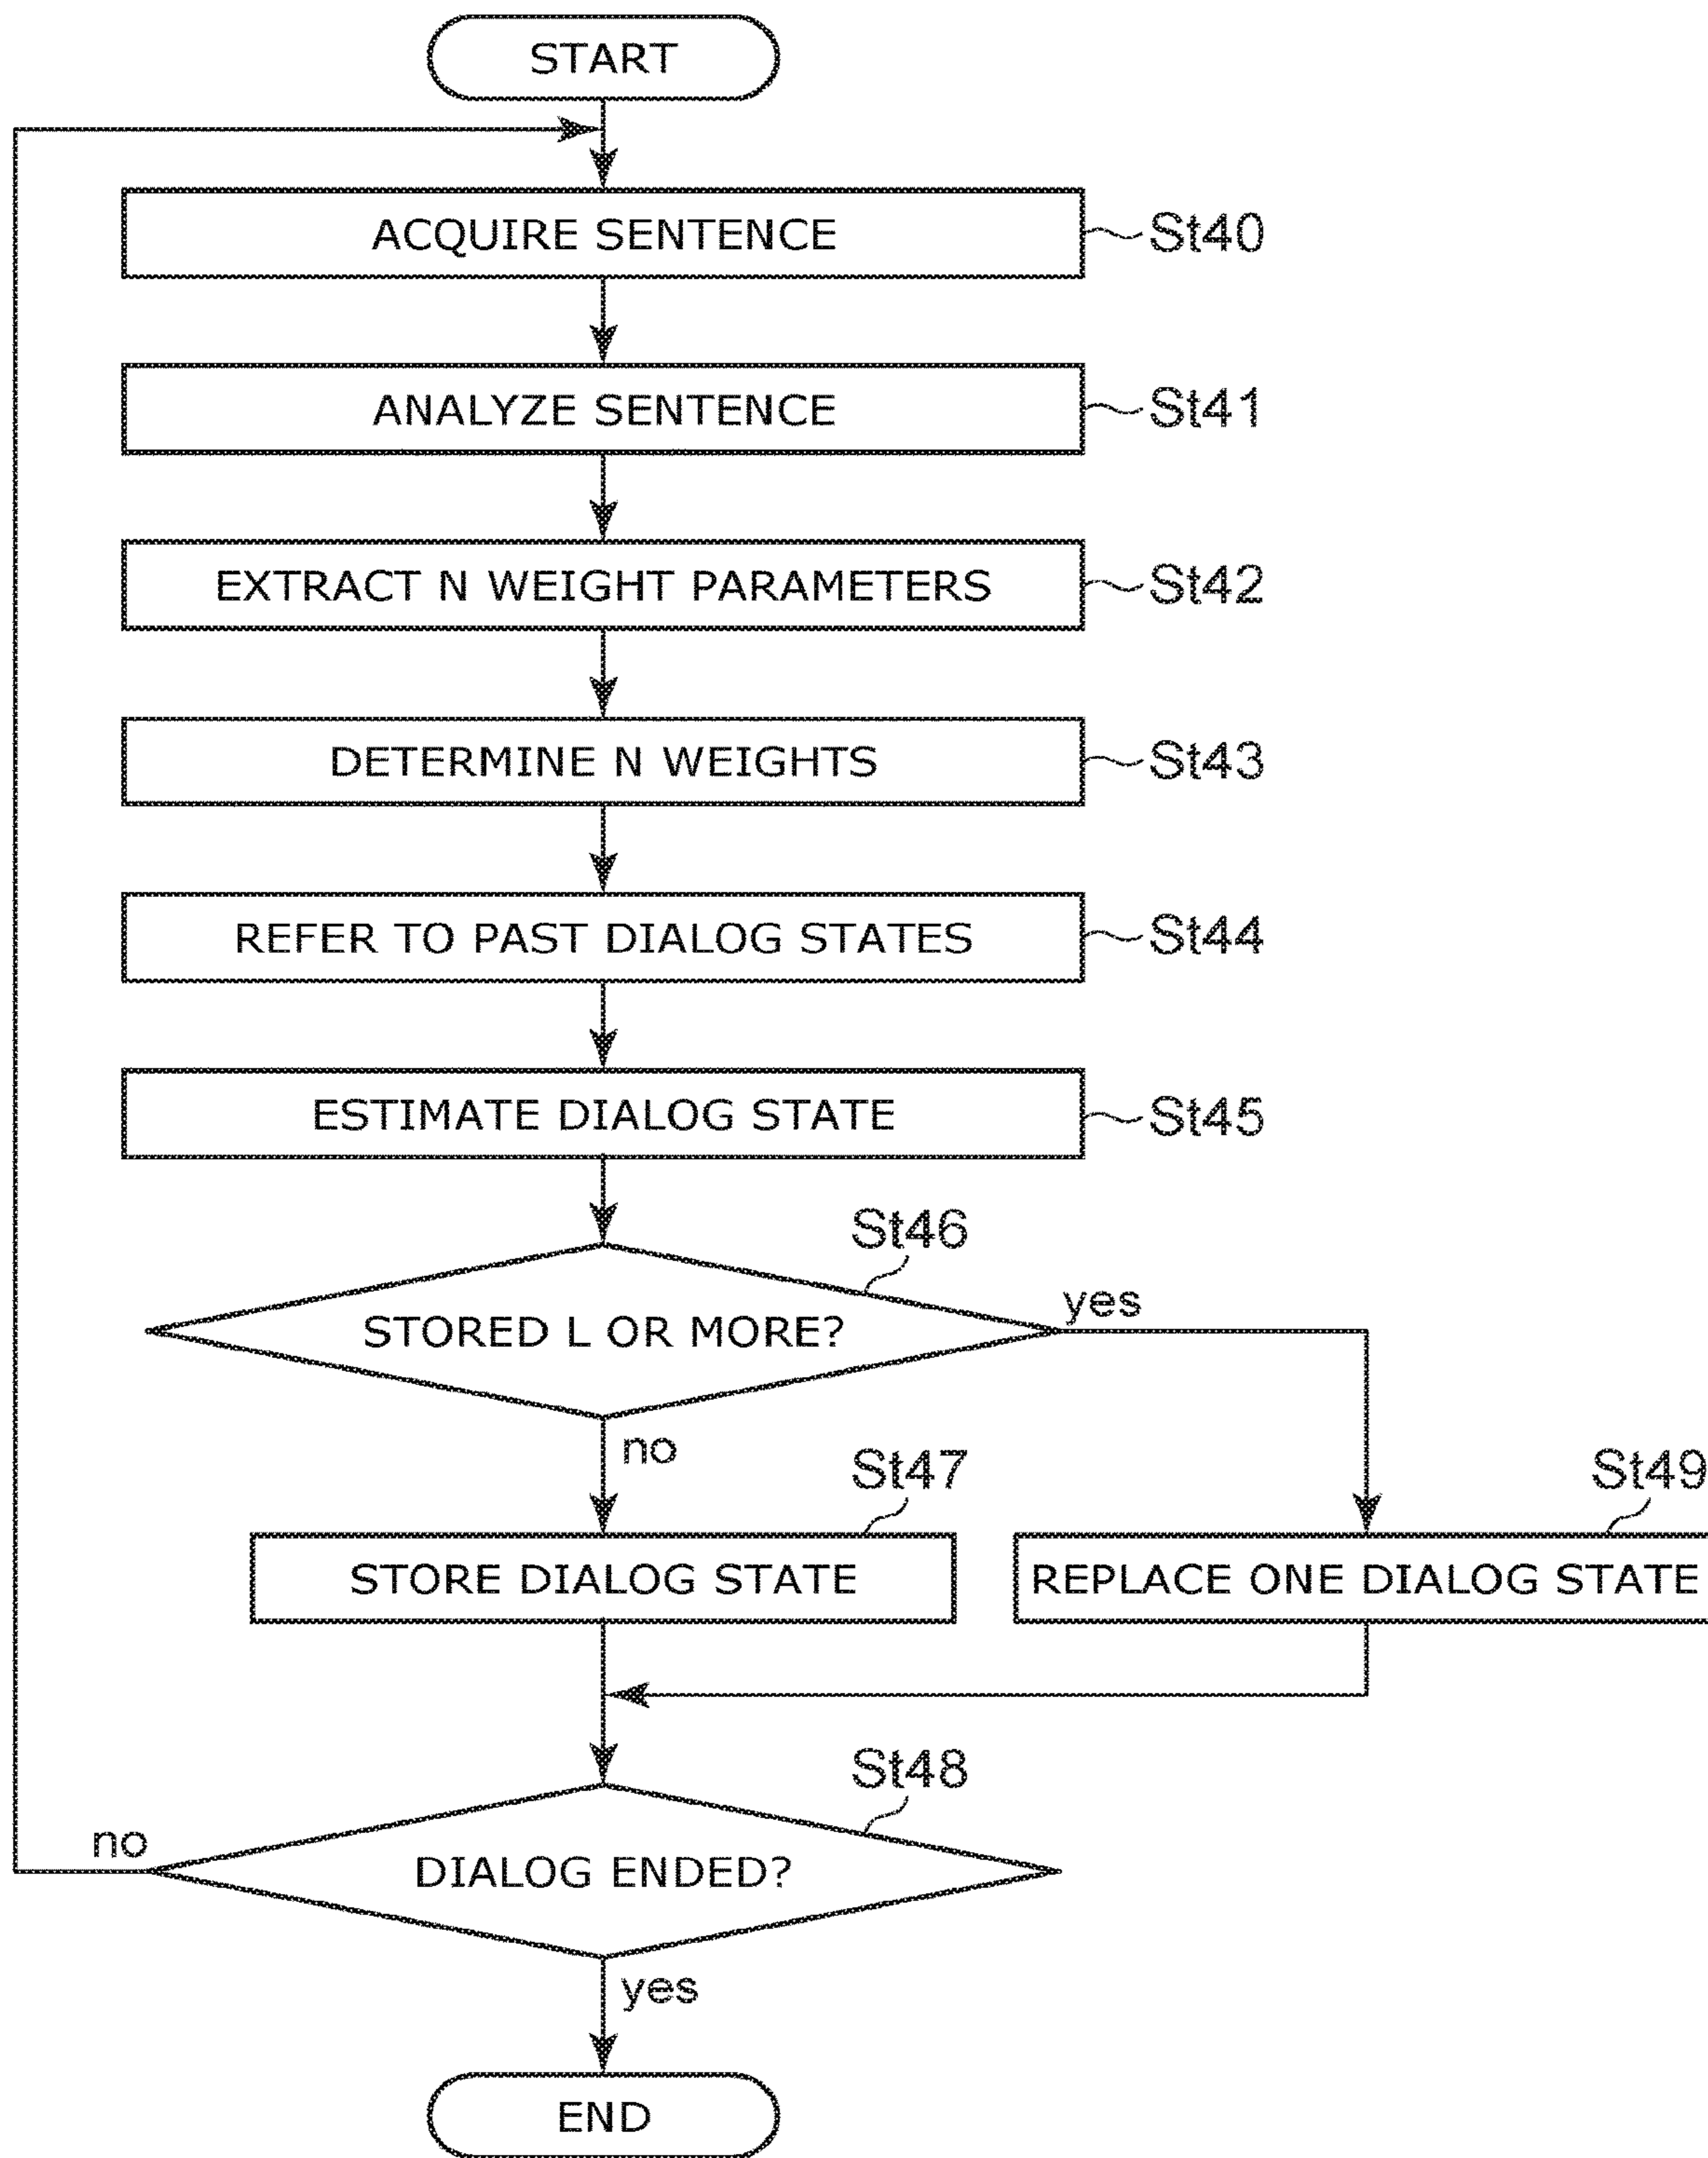 START
ACQUIRE SENTENCE
St40
ANALYZE SENTENCE
St41
EXTRACT N WEIGHT PARAMETERS
St42
DETERMINE N WEIGHTS
St43
REFER TO PAST DIALOG STATES
St44
ESTIMATE DIALOG STATE
St45
St46
STORED L OR MORE?
yes
no
St47
St49
STORE DIALOG STATE
REPLACE ONE DIALOG STATE
St48
no
DIALOG ENDED?
yes
END